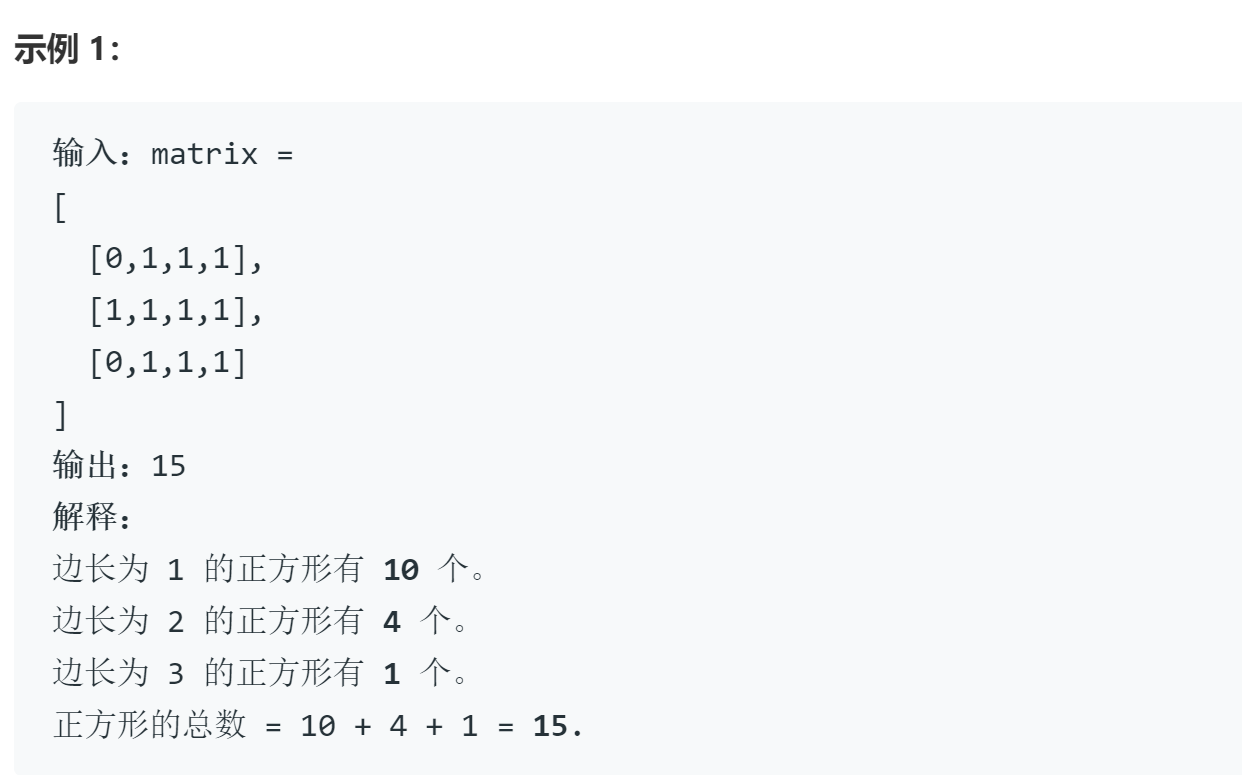 示例 1：
输入：matrix =
[
  [0,1,1,1],
  [1,1,1,1],
  [0,1,1,1]
]
输出：15
解释：
边长为 1 的正方形有 10 个。
边长为 2 的正方形有 4 个。
边长为 3 的正方形有 1 个。
正方形的总数 = 10 + 4 + 1 = 15.